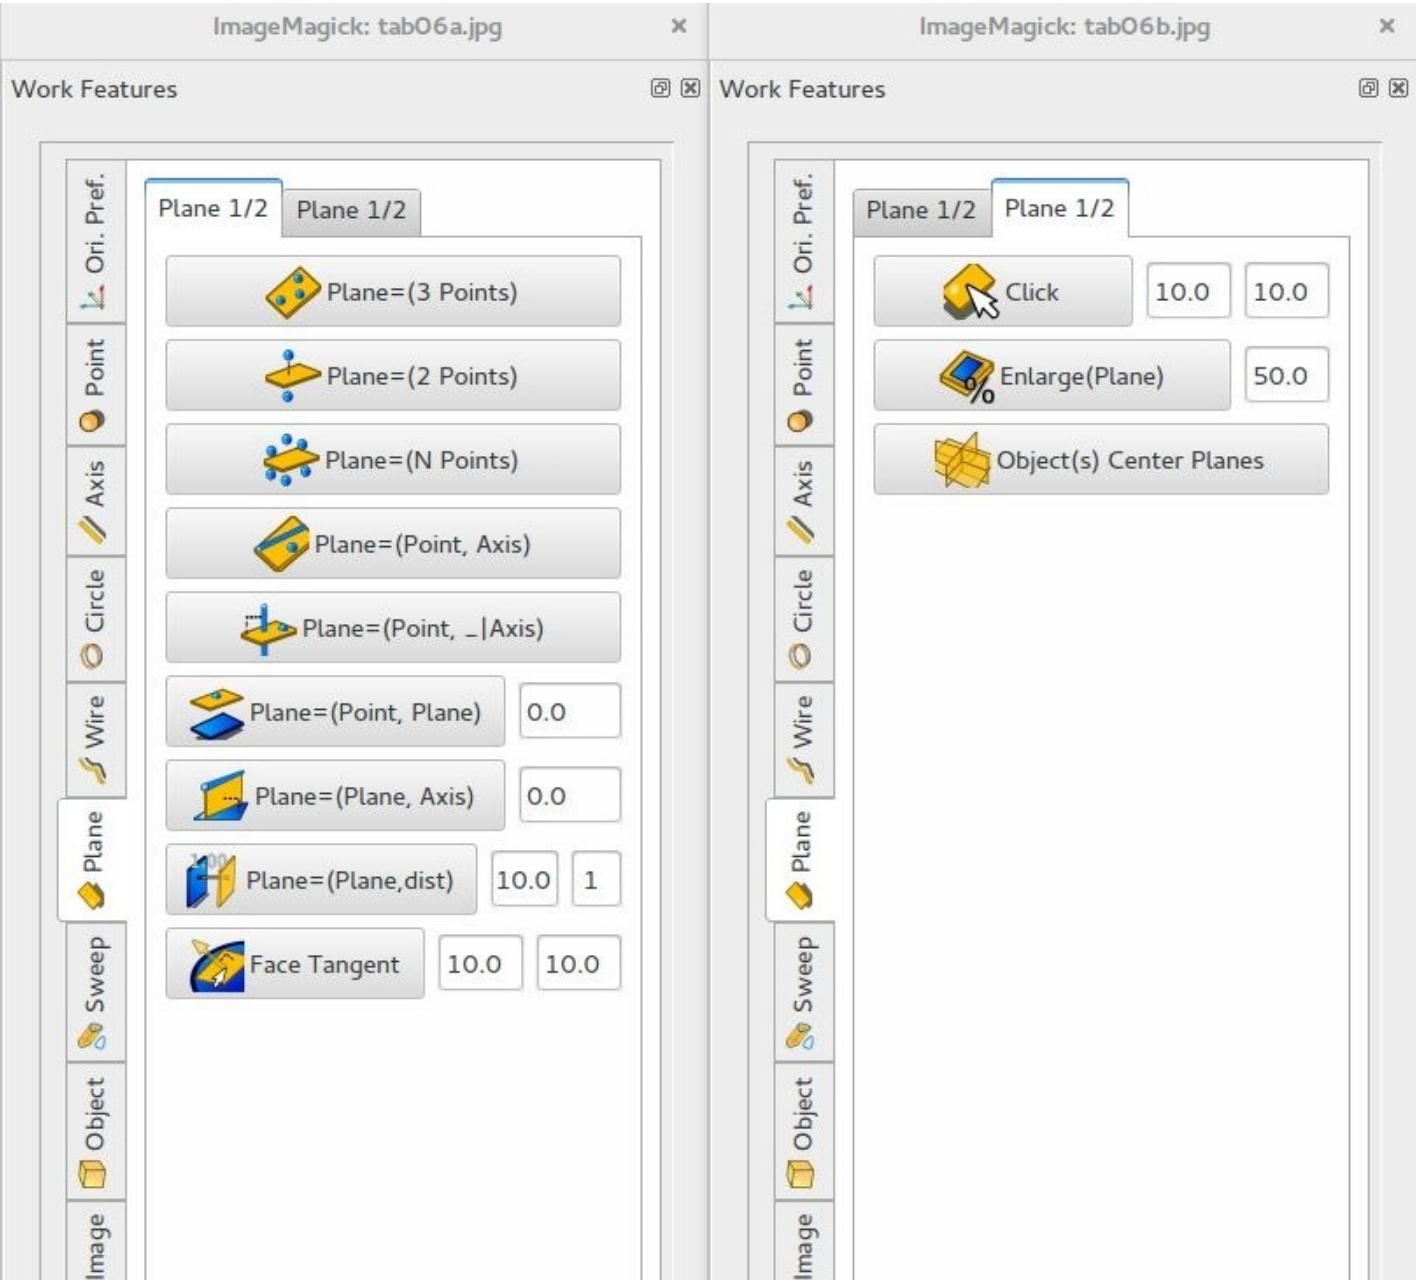 ImageMagick: tab06a.jpg
Work Features
Ori. Pref.
Point
Axis
Circle
Wire
Plane
Sweep
Object
Image
Plane 1/2 Plane 1/2
Plane=(3 Points)
Plane=(2 Points)
Plane=(N Points)
Plane=(Point, Axis)
Plane=(Point, _|Axis)
Plane=(Point, Plane) 0.0
Plane=(Plane, Axis) 0.0
1.00
Plane=(Plane,dist) 10.0 1
Face Tangent 10.0 10.0
ImageMagick: tab06b.jpg
Work Features
Ori. Pref.
Point
Axis
Circle
Wire
Plane
Sweep
Object
Image
Plane 1/2 Plane 1/2
Click 10.0 10.0
% Enlarge(Plane) 50.0
Object(s) Center Planes